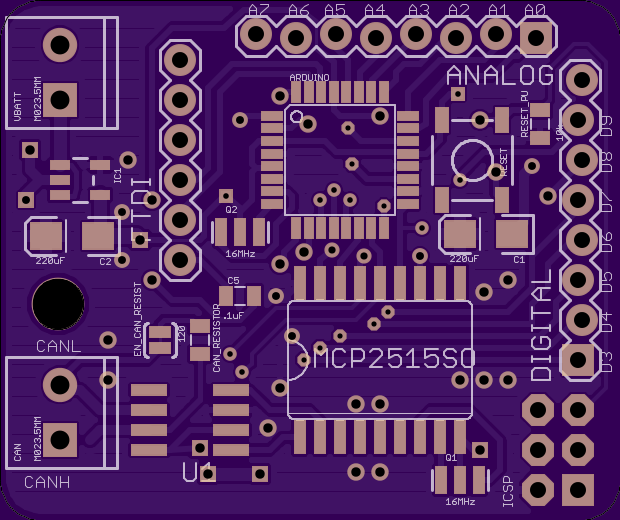 A7 A6 A5 A4 A3 A2 A1 A0
ANALOG
ARDUINO
VBATT
M023.5MM
RESET_PU
10k
D9
RESET
D8
IC1
FTDI
D7
Q2
16MHz
220uF
C2
220uF
C1
D6
D5
C5
.1uF
DIGITAL
EN_CAN_RESIST
120
CAN_RESISTOR
D4
CANL
MCP2515SO
D3
CAN
M023.5MM
Q1
16MHz
ICSP
CANH